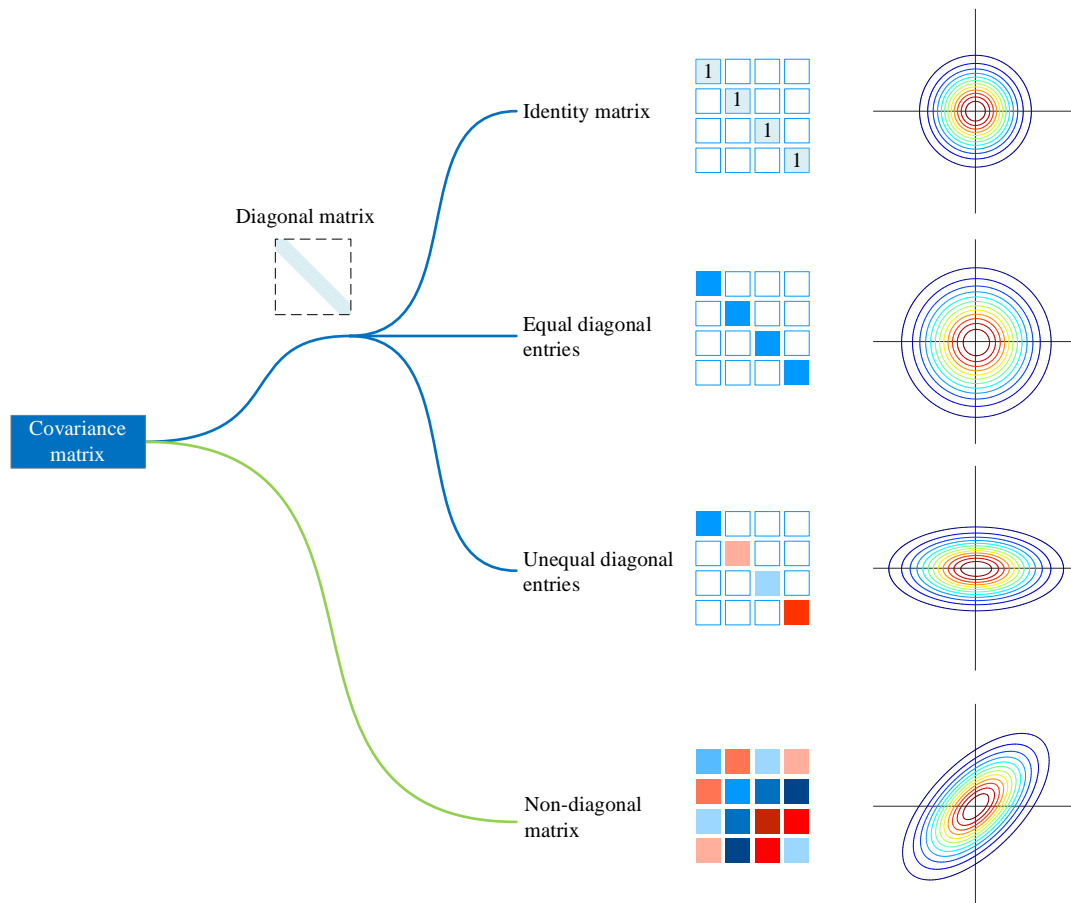 Identity matrix
1
1
1
1
Diagonal matrix
Equal diagonal
entries
Covariance
matrix
Unequal diagonal
entries
Non-diagonal
matrix